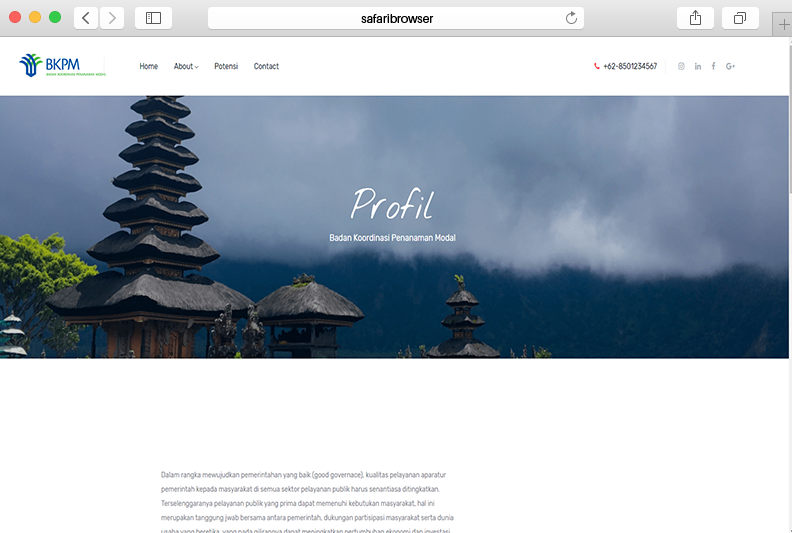 safaribrowser
BKPM
BADAN KOORDINASI PENANAMAN MODAL
Home
About
Potensi
Contact
+62-8501234567
G+
Profil
Badan Koordinasi Penanaman Modal
Dalam rangka mewujudkan pemerintahan yang baik (good governace), kualitas pelayanan aparatur
pemerintah kepada masyarakat di semua sektor pelayanan publik harus senantiasa ditingkatkan.
Terselenggaranya pelayanan publik yang prima dapat memenuhi kebutukan masyarakat, hal ini
merupakan tanggung jwab bersama antara pemerintah, dukungan partisipasi masyarakat serta dunia
usaha yang beretika, yang pada gilirannya dapat meningkatkan pertumbuhan ekonomi dan investasi